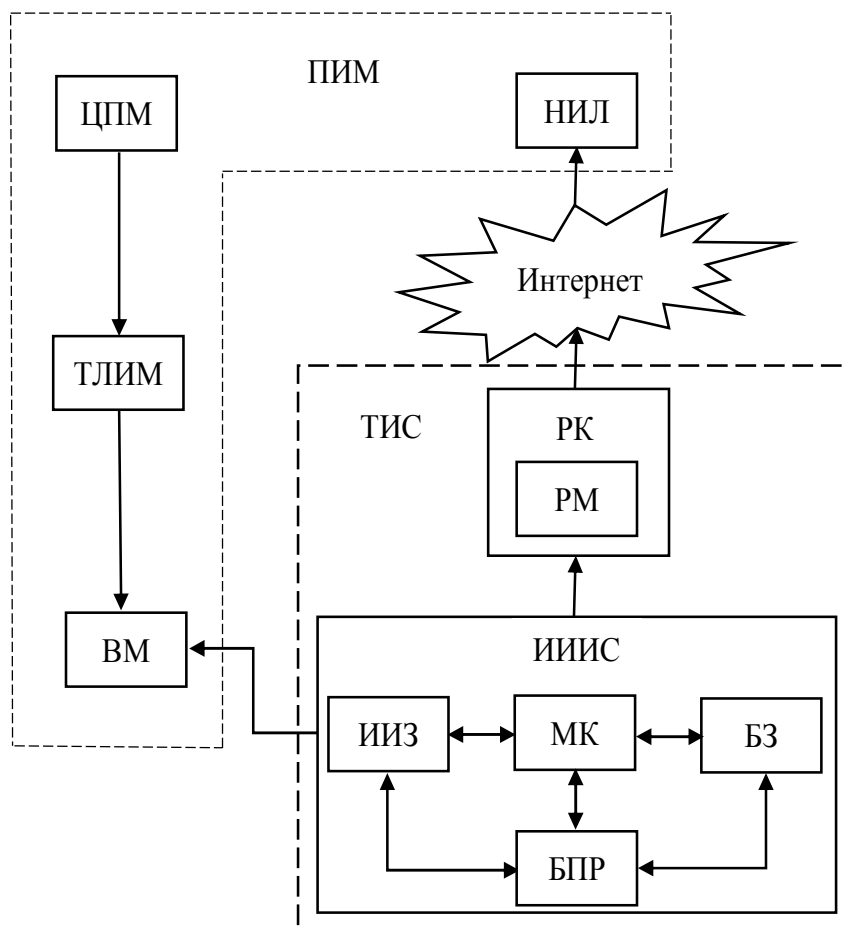 ПИМ
ЦПМ
НИЛ
Интернет
ТЛИМ
ТИС
РК
РМ
ВМ
ИИИС
ИИЗ
МК
БЗ
БПР